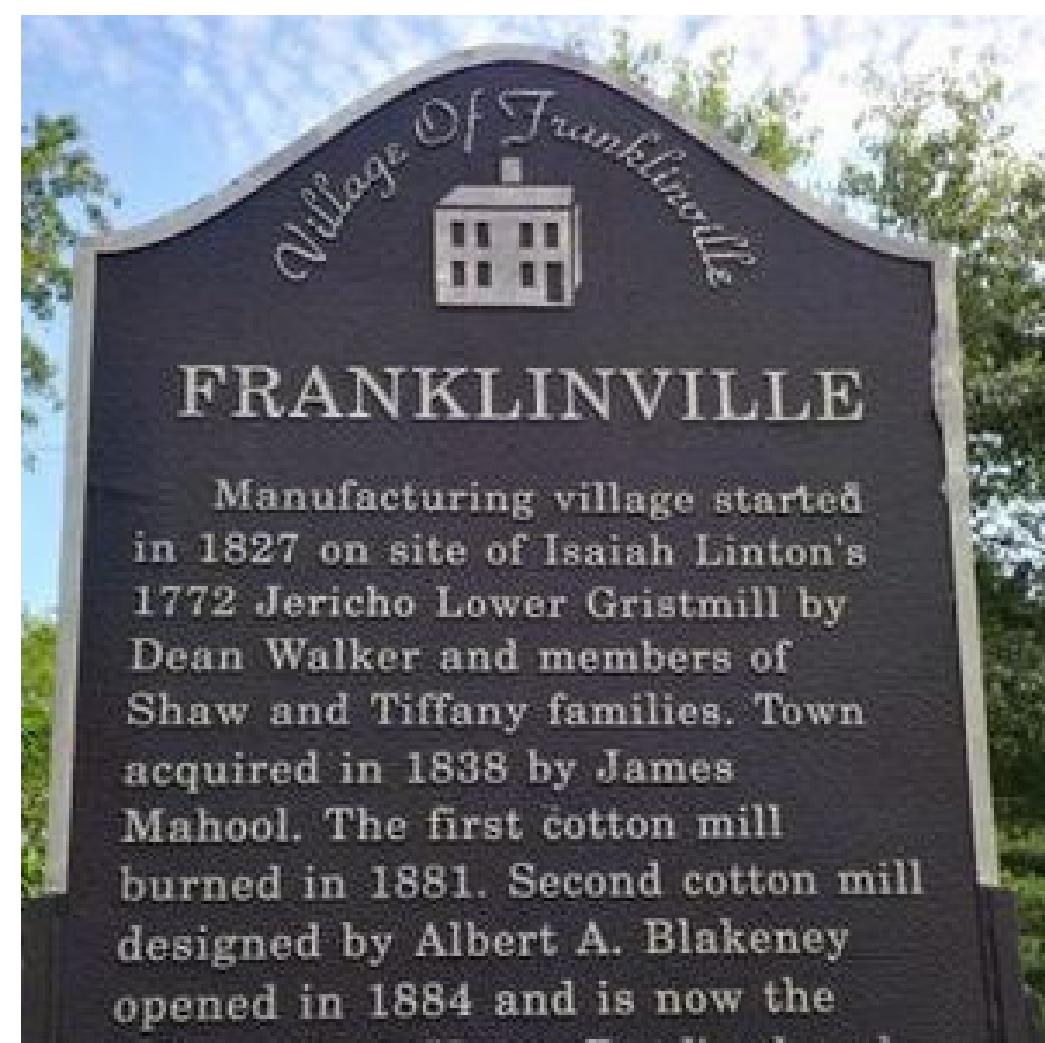 Village Of Franklinville
FRANKLINVILLE
Manufacturing village started
in 1827 on site of Isaiah Linton's
1772 Jericho Lower Gristmill by
Dean Walker and members of
Shaw and Tiffany families. Town
acquired in 1838 by James
Mahool. The first cotton mill
burned in 1881. Second cotton mill
designed by Albert A. Blakeney
opened in 1884 and is now the